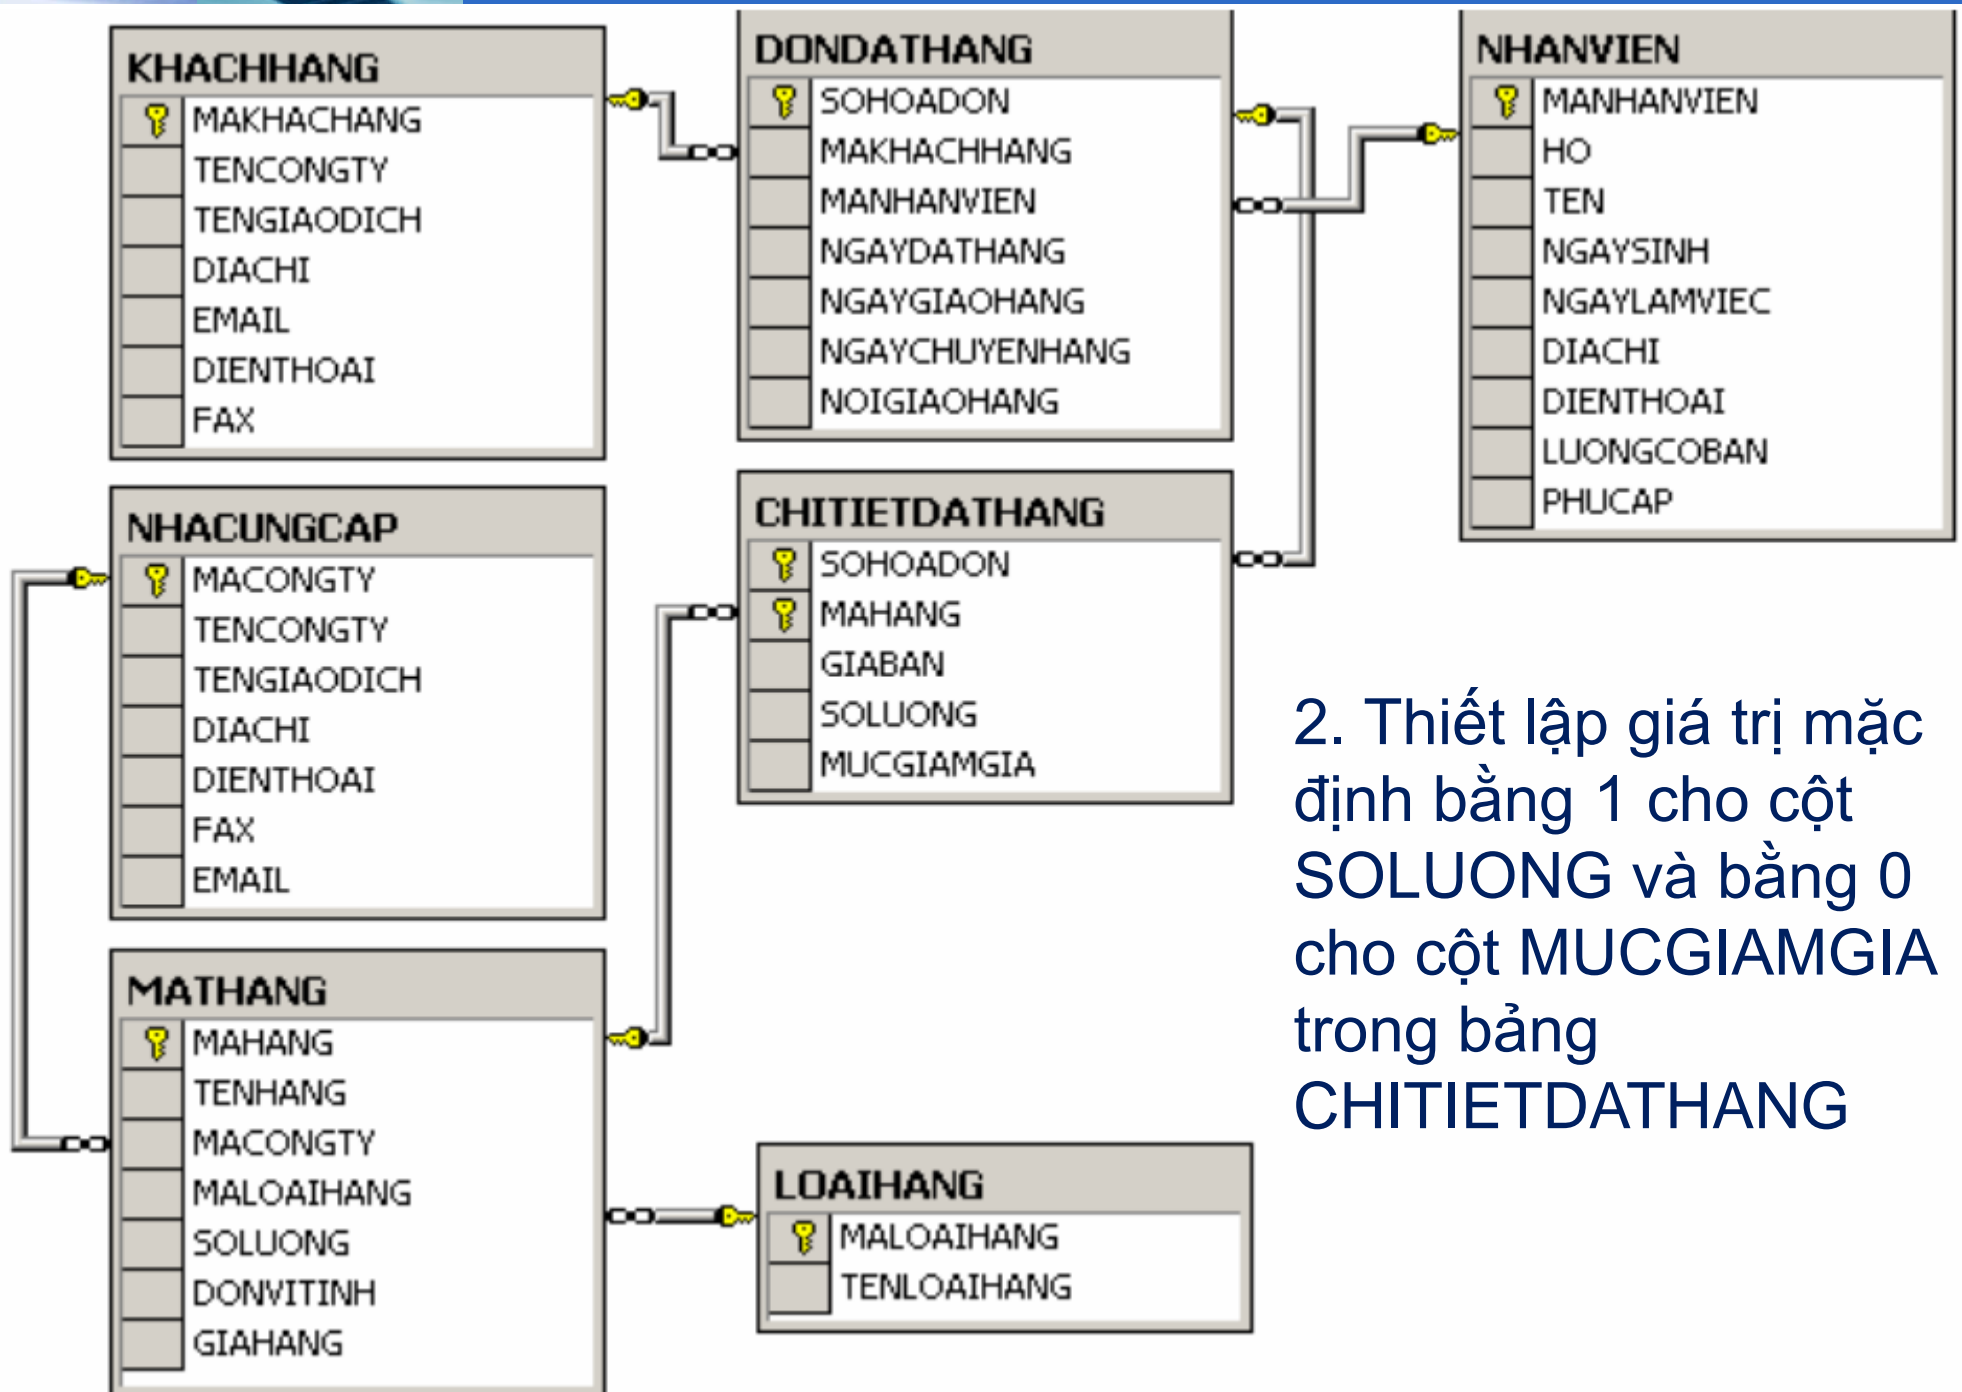 KHACHHANG
MAKHACHANG
TENCONGTY
TENGIAODICH
DIACHI
EMAIL
DIENTHOAI
FAX
DONDATHANG
SOHOADON
MAKHACHHANG
MANHANVIEN
NGAYDATHANG
NGAYGIAOHANG
NGAYCHUYENHANG
NOIGIAOHANG
NHANVIEN
MANHANVIEN
HO
TEN
NGAYSINH
NGAYLAMVIEC
DIACHI
DIENTHOAI
LUONGCOBAN
PHUCAP
NHACUNGCAP
MACONGTY
TENCONGTY
TENGIAODICH
DIACHI
DIENTHOAI
FAX
EMAIL
CHITIETDATHANG
SOHOADON
MAHANG
GIABAN
SOLUONG
MUCGIAMGIA
2. Thiết lập giá trị mặc
định bằng 1 cho cột
SOLUONG và bằng 0
cho cột MUCGIAMGIA
trong bảng
CHITIETDATHANG
MATHANG
MAHANG
TENHANG
MACONGTY
MALOAIHANG
SOLUONG
DONVITINH
GIAHANG
LOAIHANG
MALOAIHANG
TENLOAIHANG